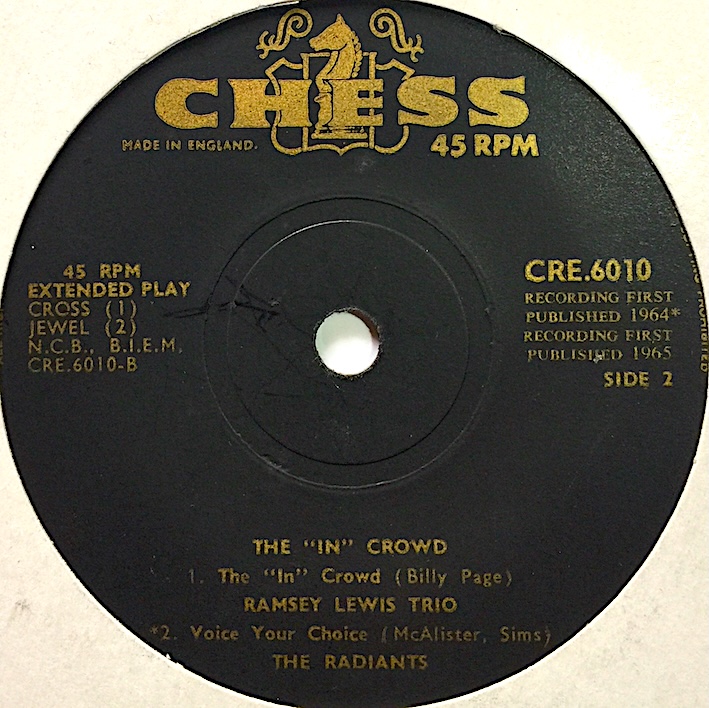 CHESS
MADE IN ENGLAND.
45 RPM
45 RPM
EXTENDED PLAY
CROSS (1)
JEWEL (2)
N.C.B., B.I.E.M.
CRE.6010-B
CRE.6010
RECORDING FIRST
PUBLISHED 1964*
RECORDING FIRST
PUBLISHED 1965
SIDE 2
THE "IN" CROWD
1. The "In" Crowd (Billy Page)
RAMSEY LEWIS TRIO
*2. Voice Your Choice (McAlister, Sims)
THE RADIANTS